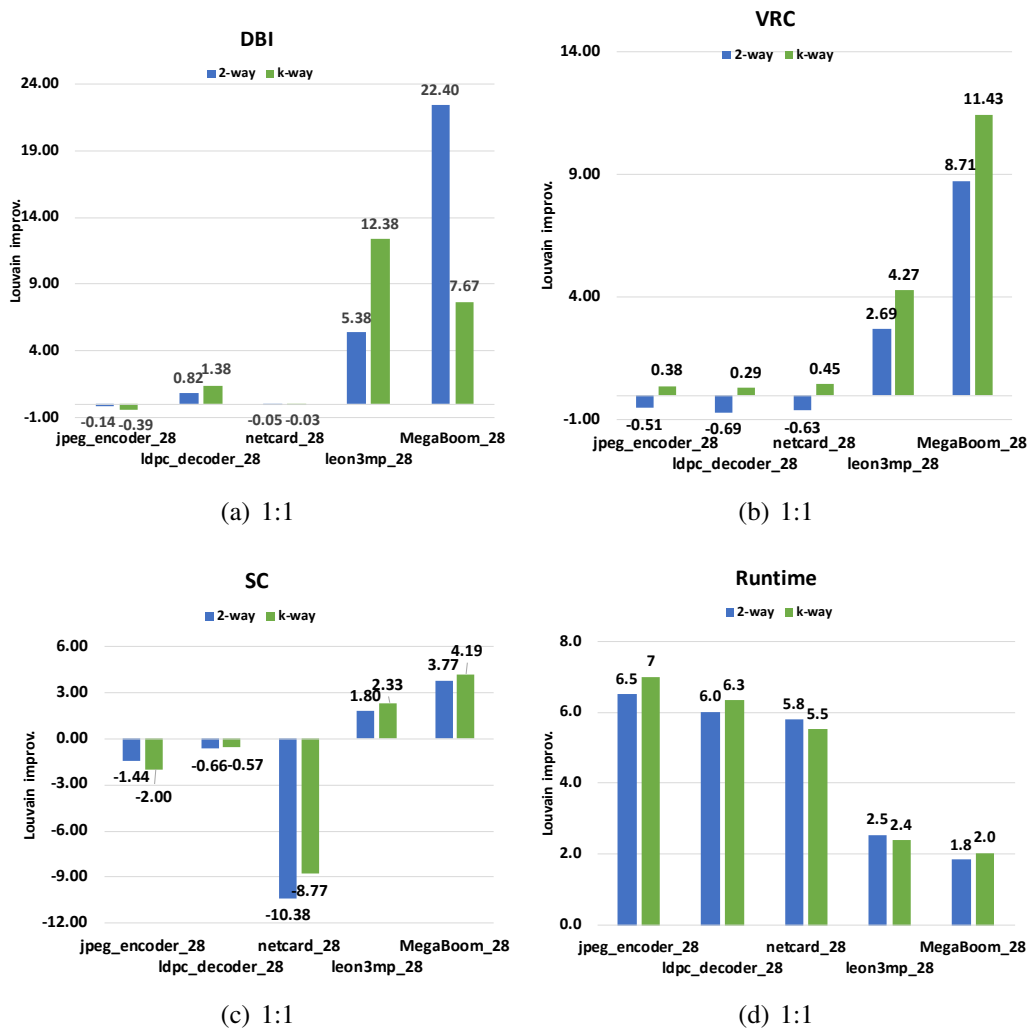 DBI
2-way k-way
24.00
19.00
14.00
9.00
4.00
-1.00
Louvain improv.
-0.14 -0.39
0.82 1.38
-0.05 -0.03
5.38 12.38
22.40 7.67
jpeg_encoder_28 netcard_28 MegaBoom_28
ldpc_decoder_28 leon3mp_28
(a) 1:1
VRC
2-way k-way
14.00
9.00
4.00
-1.00
Louvain improv.
-0.51 0.38
-0.69 0.29
-0.63 0.45
2.69 4.27
8.71 11.43
jpeg_encoder_28 netcard_28 MegaBoom_28
ldpc_decoder_28 leon3mp_28
(b) 1:1
SC
2-way k-way
6.00
3.00
0.00
-3.00
-6.00
-9.00
-12.00
Louvain improv.
-1.44 -2.00
-0.66 -0.57
-10.38 -8.77
1.80 2.33
3.77 4.19
jpeg_encoder_28 netcard_28 MegaBoom_28
ldpc_decoder_28 leon3mp_28
(c) 1:1
Runtime
2-way k-way
8.0
6.0
4.0
2.0
0.0
Louvain improv.
6.5 7
6.0 6.3
5.8 5.5
2.5 2.4
1.8 2.0
jpeg_encoder_28 netcard_28 MegaBoom_28
ldpc_decoder_28 leon3mp_28
(d) 1:1